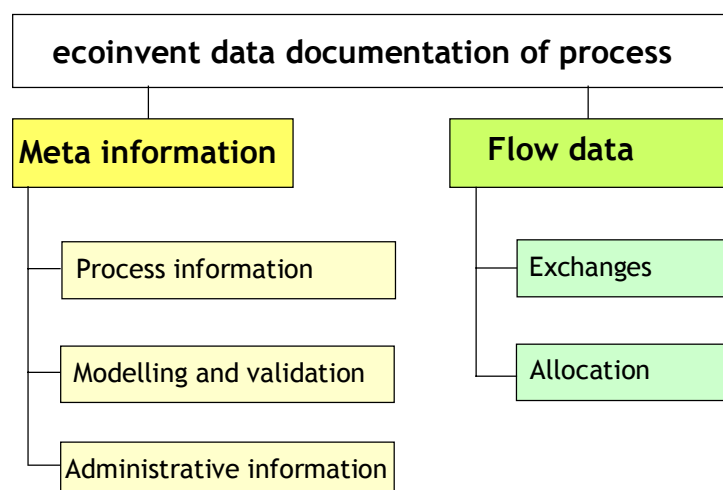 ecoinvent data documentation of process
Meta information
Flow data
Process information
Exchanges
Modelling and validation
Allocation
Administrative information